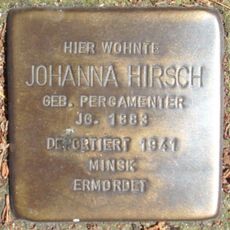 HIER WOHNTE
JOHANNA HIRSCH
GEB. PERGAMENTER
JG. 1883
DEPORTIERT 1941
MINSK
ERMORDET